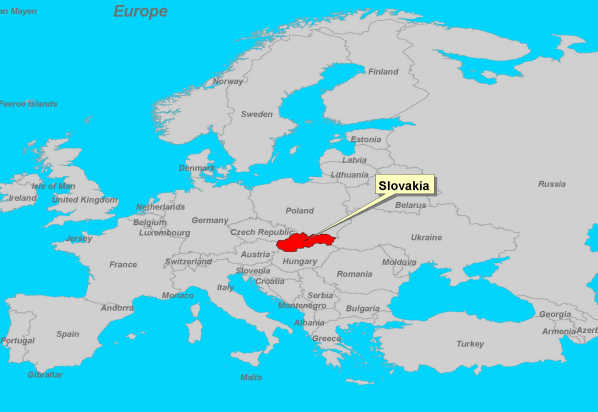 an Mayen
Europe
Norway
Finland
Faeroe Islands
Sweden
Estonia
Denmark
Latvia
Lithuania
Isle of Man
Slovakia
Russia
Ireland
United Kingdom
Netherlands
Belarus
Poland
Belgium
Germany
Luxembourg
Czech Republic
Jersey
Ukraine
Austria
France
Switzerland
Hungary
Moldova
Slovenia
Romania
Croatia
Italy
Monaco
Serbia
Andorra
Montenegro
Bulgaria
Georgia
Albania
Armenia
Azerb
Spain
Portugal
Greece
Turkey
Gibraltar
Malta